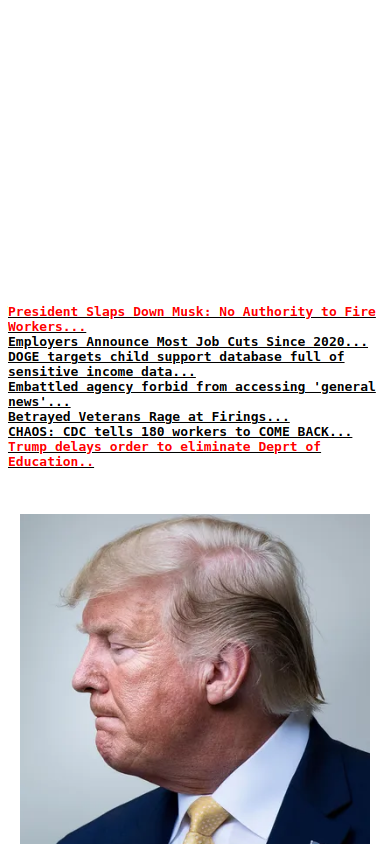 President Slaps Down Musk: No Authority to Fire
Workers...
Employers Announce Most Job Cuts Since 2020...
DOGE targets child support database full of
sensitive income data...
Embattled agency forbid from accessing 'general
news'...
Betrayed Veterans Rage at Firings...
CHAOS: CDC tells 180 workers to COME BACK...
Trump delays order to eliminate Deprt of
Education..